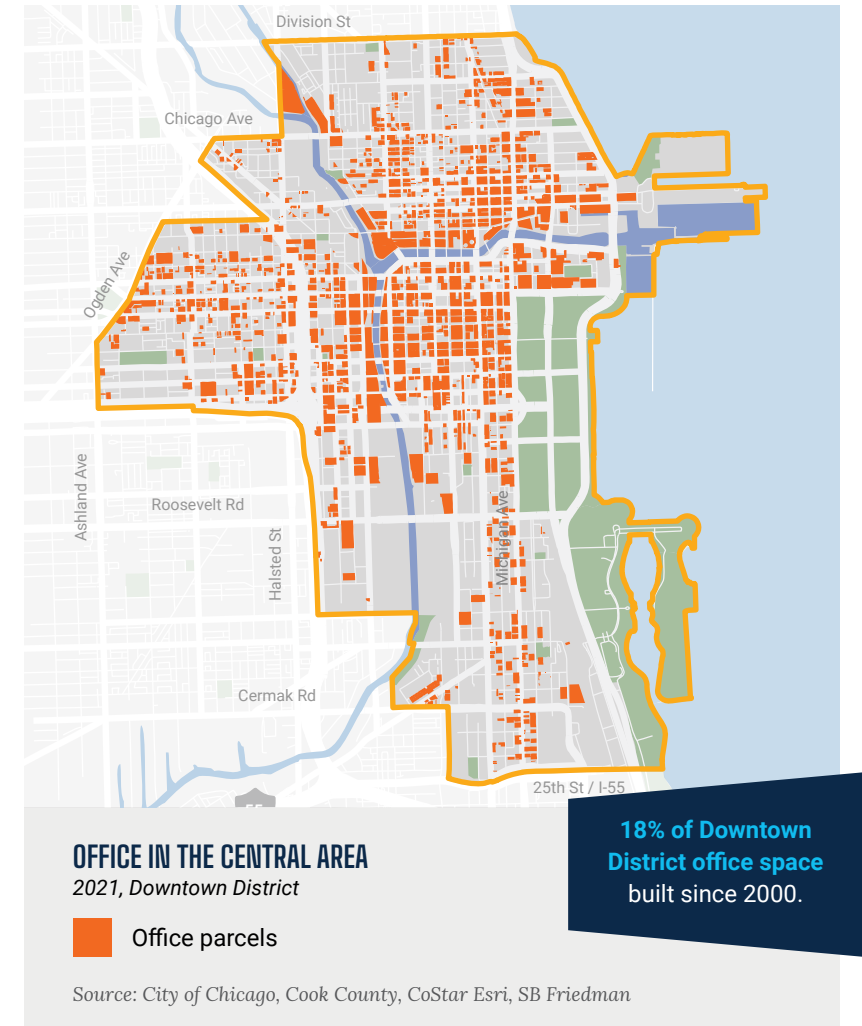 Division St
Chicago Ave
Ogden Ave
Ashland Ave
Roosevelt Rd
Halsted St
Michigan Ave
Cermak Rd
25th St / I-55
55
OFFICE IN THE CENTRAL AREA
2021, Downtown District
Office parcels
18% of Downtown
District office space
built since 2000.
Source: City of Chicago, Cook County, CoStar Esri, SB Friedman